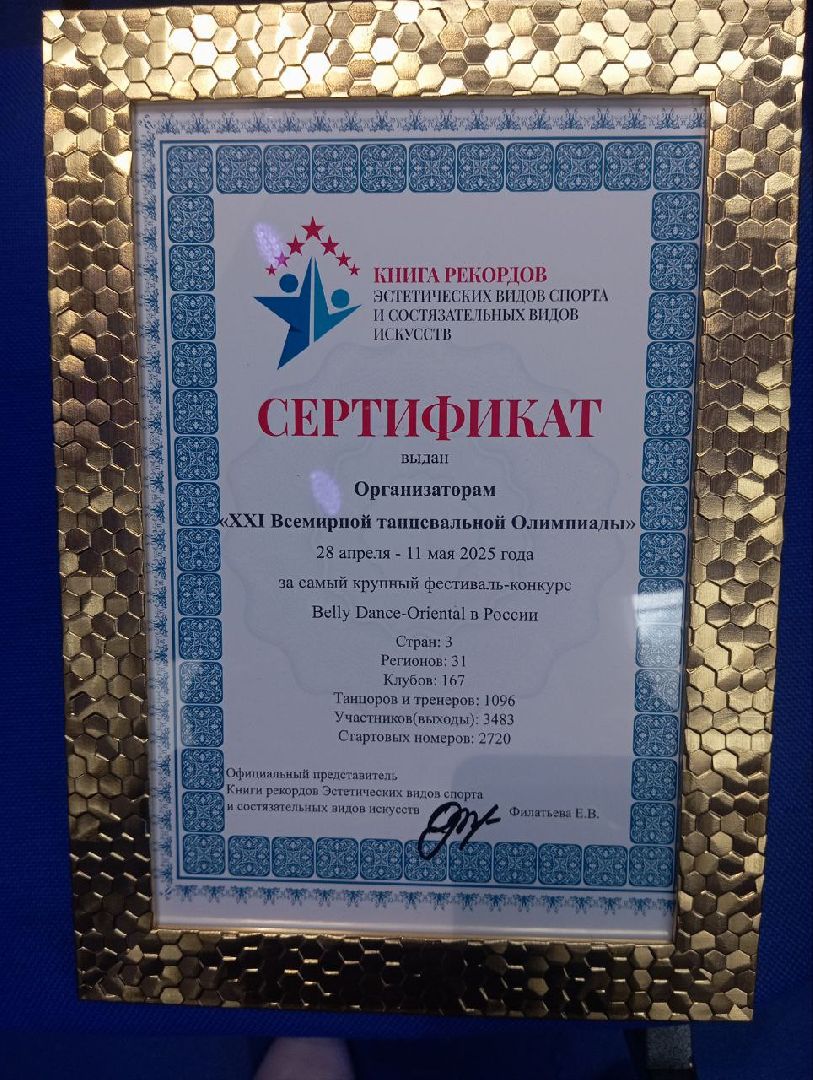 КНИГА РЕКОРДОВ
ЭСТЕТИЧЕСКИХ ВИДОВ СПОРТА
И СОСТЯЗАТЕЛЬНЫХ ВИДОВ
ИСКУССТВ
СЕРТИФИКАТ
выдан
Организаторам
«XXI Всемирной танцевальной Олимпиады»
28 апреля - 11 мая 2025 года
за самый крупный фестиваль-конкурс
Belly Dance-Oriental в России
Стран: 3
Регионов: 31
Клубов: 167
Танцоров и тренеров: 1096
Участников(выходы): 3483
Стартовых номеров: 2720
Официальный представитель
Книги рекордов Эстетических видов спорта
и состязательных видов искусств Филатьева Е.В.